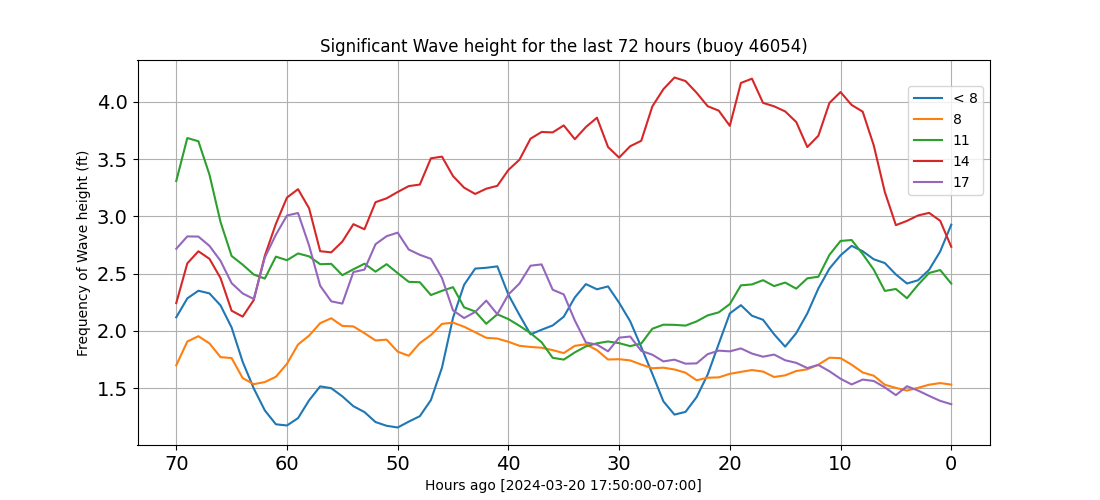 Significant Wave height for the last 72 hours (buoy 46054)
Frequency of Wave height (ft)
4.0
3.5
3.0
2.5
2.0
1.5
< 8
8
11
14
17
70 60 50 40 30 20 10 0
Hours ago [2024-03-20 17:50:00-07:00]